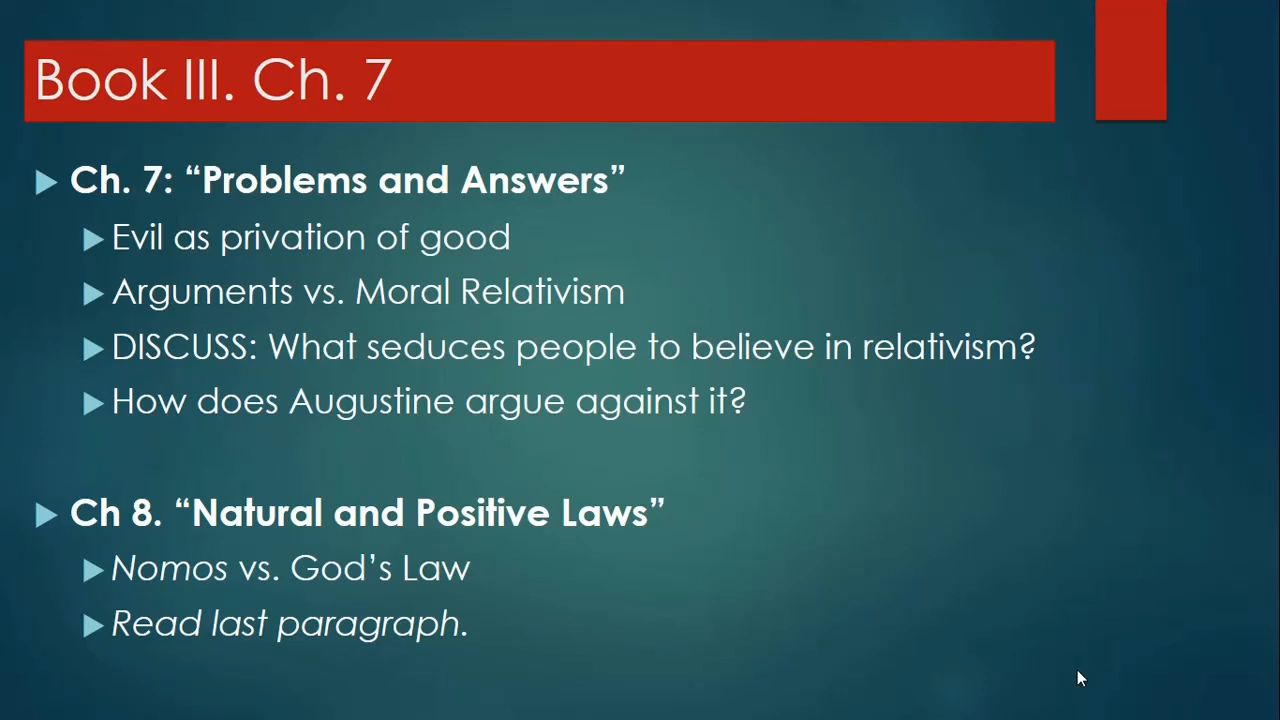 Book III. Ch. 7
Ch. 7: “Problems and Answers”
Evil as privation of good
Arguments vs. Moral Relativism
DISCUSS: What seduces people to believe in relativism?
How does Augustine argue against it?
Ch 8. “Natural and Positive Laws”
Nomos vs. God’s Law
Read last paragraph.